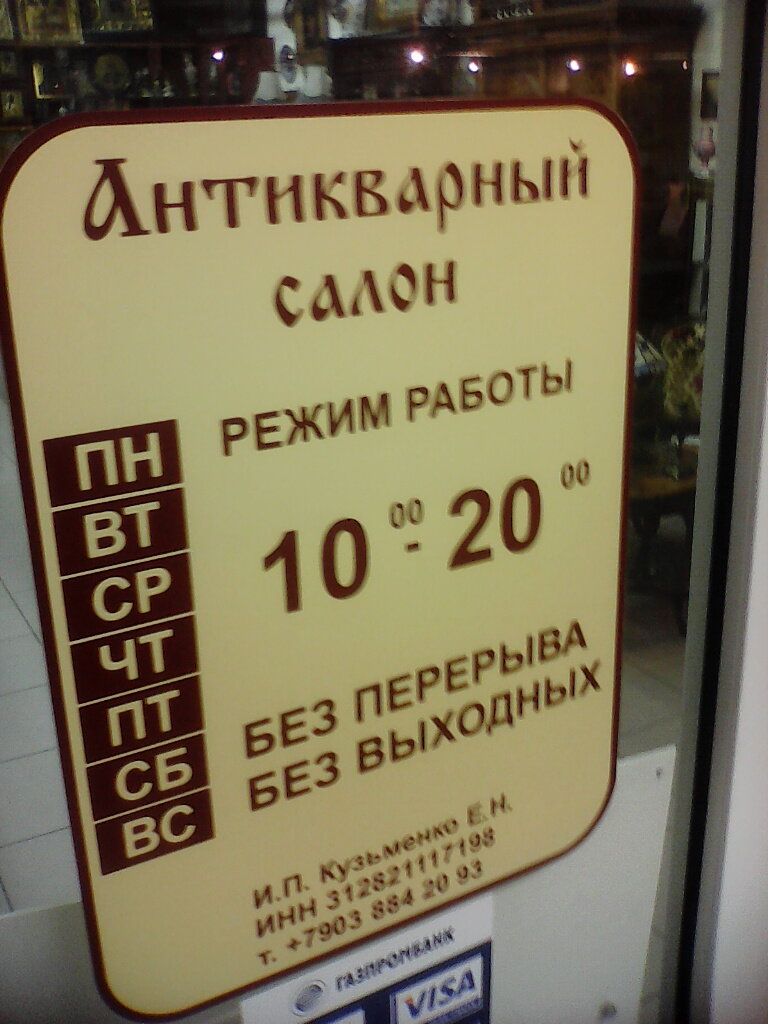 Антикварный
салон
РЕЖИМ РАБОТЫ
ПН
ВТ
СР
ЧТ
ПТ
СБ
ВС
10 00 - 20 00
БЕЗ ПЕРЕРЫВА
БЕЗ ВЫХОДНЫХ
И.П. Кузьменко Е.Н.
ИНН 312821117198
т. +7903 884 20 93
ГАЗПРОМБАНК
VISA